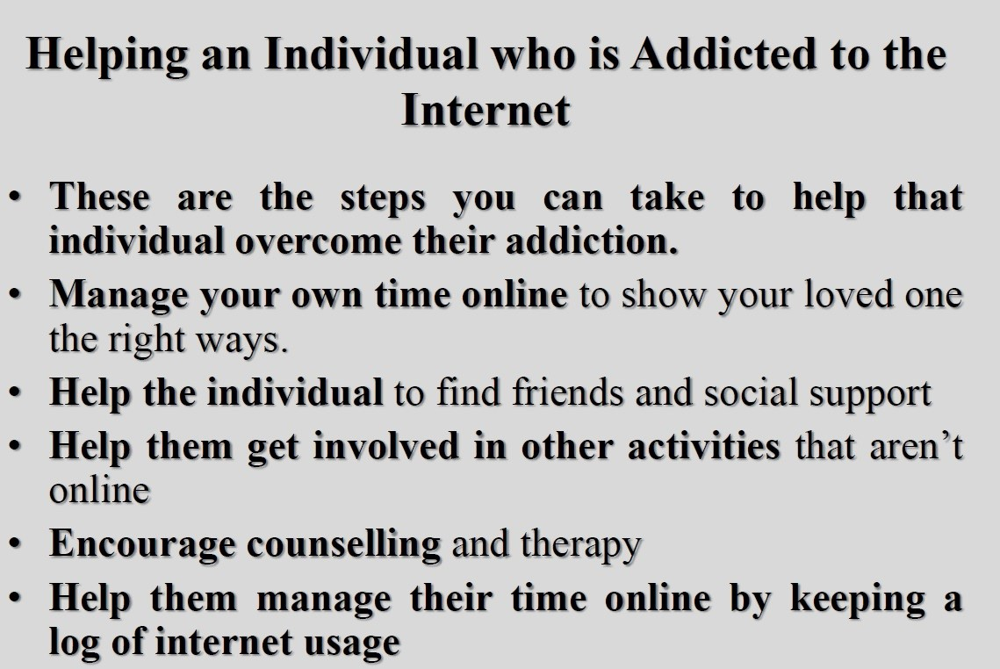 Helping an Individual who is Addicted to the
Internet
• These are the steps you can take to help that
individual overcome their addiction.
• Manage your own time online to show your loved one
the right ways.
• Help the individual to find friends and social support
• Help them get involved in other activities that aren’t
online
• Encourage counselling and therapy
• Help them manage their time online by keeping a
log of internet usage